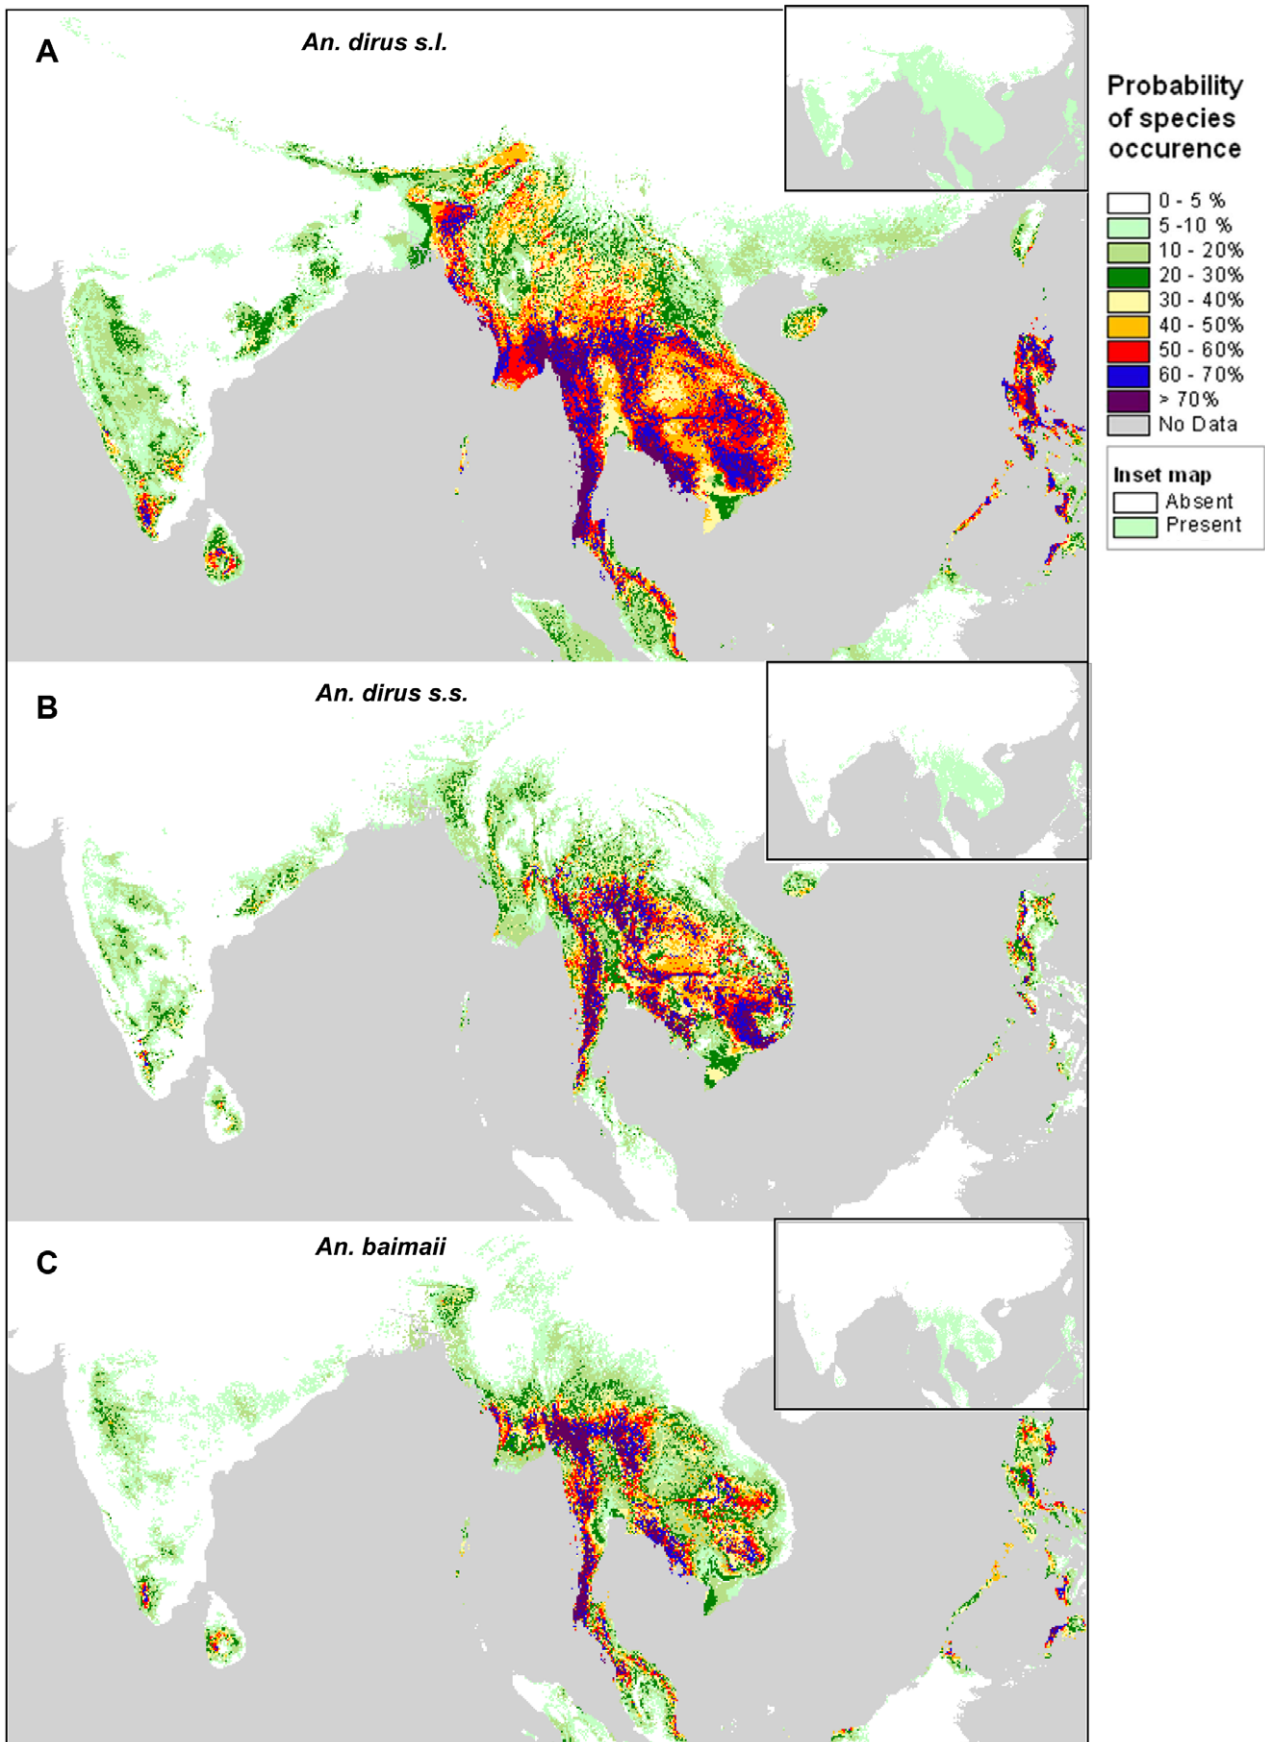 A
An. dirus s.l.
Probability
of species
occurence
0 - 5 %
5 -10 %
10 - 20%
20 - 30%
30 - 40%
40 - 50%
50 - 60%
60 - 70%
> 70%
No Data
Inset map
Absent
Present
B
An. dirus s.s.
C
An. baimaii